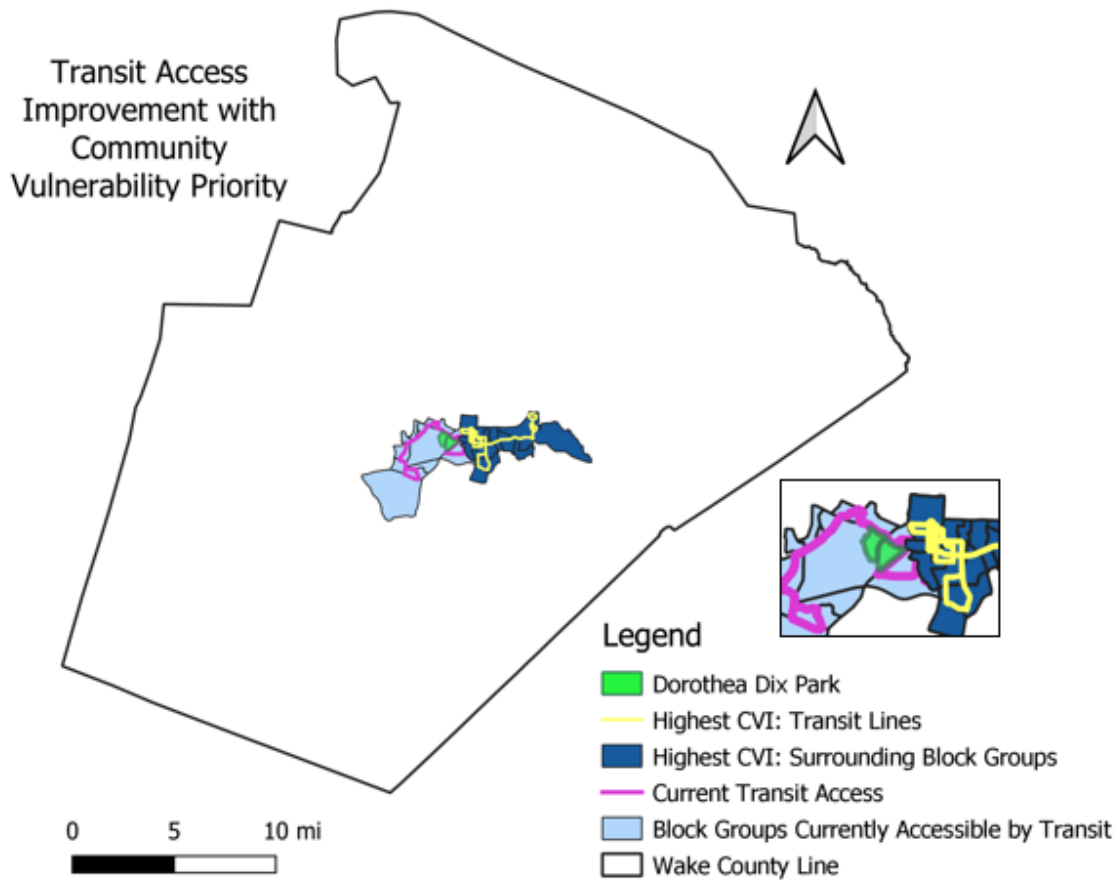 Transit Access
Improvement with
Community
Vulnerability Priority
Legend
Dorothea Dix Park
Highest CVI: Transit Lines
Highest CVI: Surrounding Block Groups
Current Transit Access
Block Groups Currently Accessible by Transit
Wake County Line
0 5 10 mi